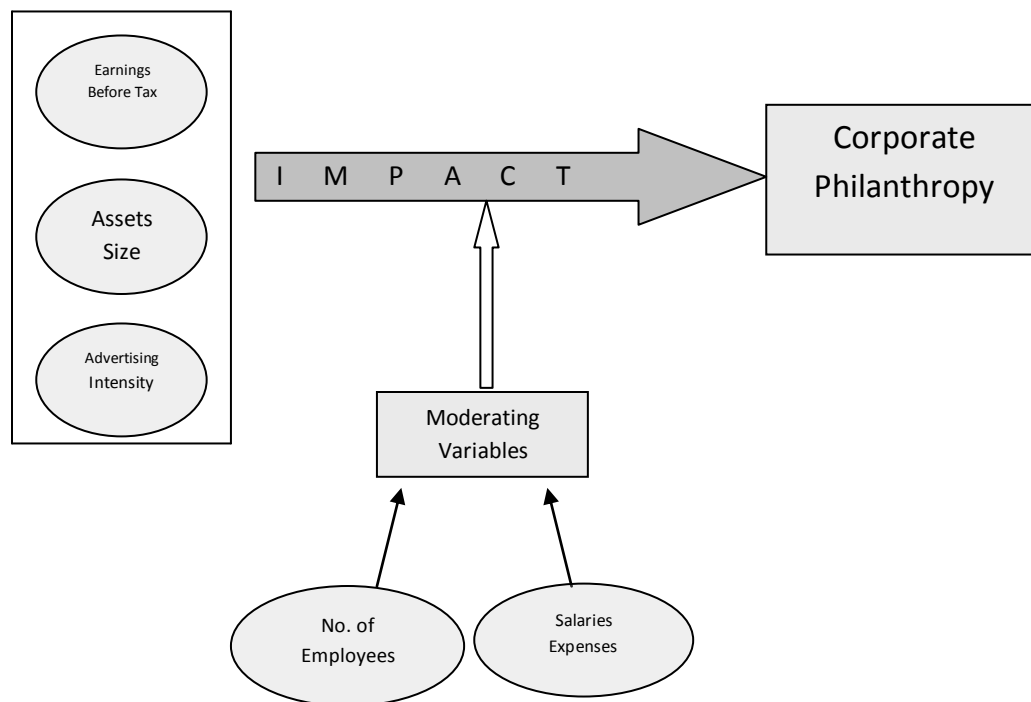 Earnings
Before Tax
Assets
Size
Advertising
Intensity
I M P A C T
Corporate
Philanthropy
Moderating
Variables
No. of
Employees
Salaries
Expenses